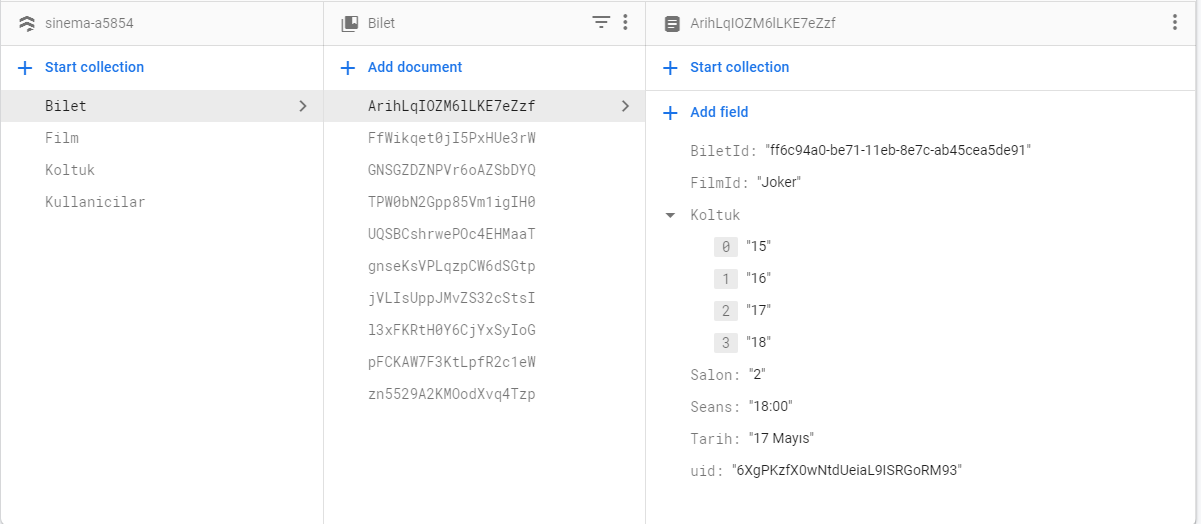 sinema-a5854
Start collection
Bilet
Film
Koltuk
Kullanicilar
Bilet
Add document
ArihLqIOZM6lLKE7eZzf
FfWikqet0jI5PxHUe3rW
GNSGZDZNPVr6oAZSbDYQ
TPW0bN2Gpp85Vm1igIH0
UQSBCshrwePOc4EHMaaT
gnseKsVPLqzpCW6dSGtp
jVLIsUppJMvZS32cStsI
l3xFKRtH0Y6CjYxSyIoG
pFCKAW7F3KtLpfR2c1eW
zn5529A2KMOodXvq4Tzp
ArihLqIOZM6lLKE7eZzf
Start collection
Add field
BiletId: "ff6c94a0-be71-11eb-8e7c-ab45cea5de91"
FilmId: "Joker"
Koltuk
0 "15"
1 "16"
2 "17"
3 "18"
Salon: "2"
Seans: "18:00"
Tarih: "17 Mayıs"
uid: "6XgPKzfX0wNtdUeiaL9ISRGoRM93"